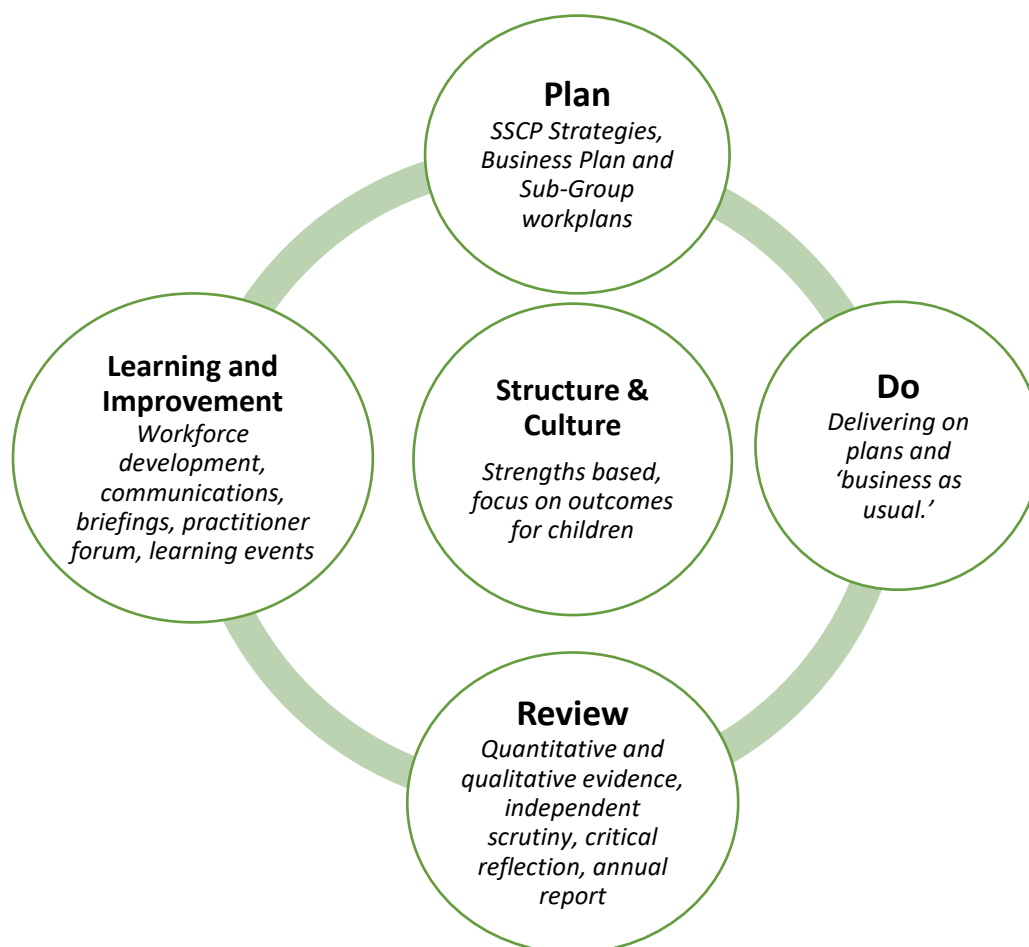 Plan
SSCP Strategies,
Business Plan and
Sub-Group
workplans
Learning and
Improvement
Workforce
development,
communications,
briefings, practitioner
forum, learning events
Structure &
Culture
Strengths based,
focus on outcomes
for children
Do
Delivering on
plans and
‘business as
usual.’
Review
Quantitative and
qualitative evidence,
independent
scrutiny, critical
reflection, annual
report